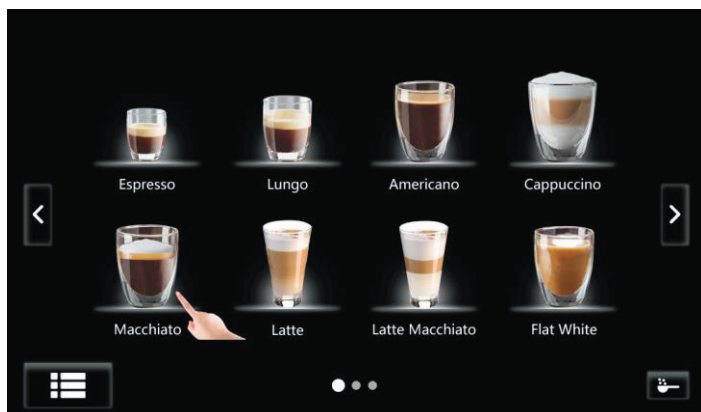 Espresso
Lungo
Americano
Cappuccino
Macchiato
Latte
Latte Macchiato
Flat White